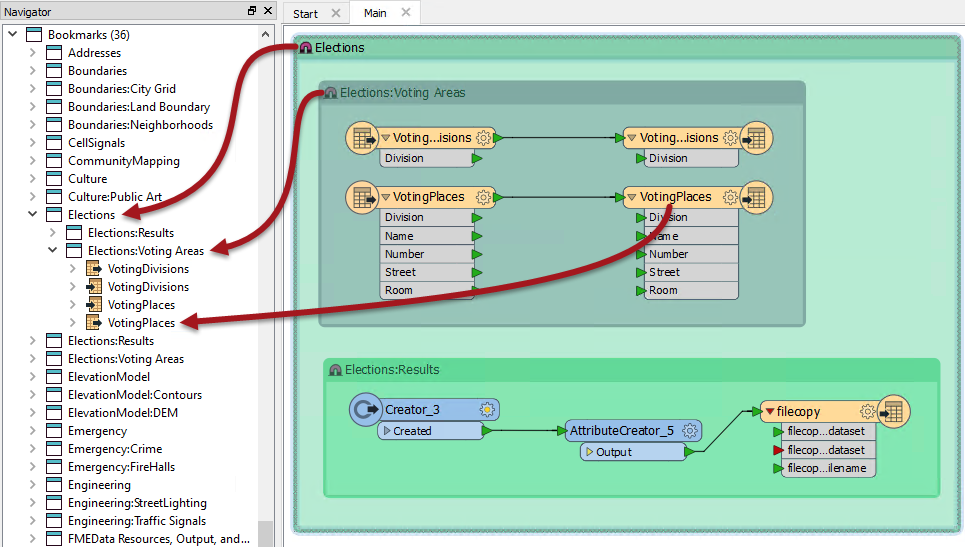 Navigator
Bookmarks (36)
Addresses
Boundaries
Boundaries:City Grid
Boundaries:Land Boundary
Boundaries:Neighborhoods
CellSignals
CommunityMapping
Culture
Culture:Public Art
Elections
Elections:Results
Elections:Voting Areas
VotingDivisions
VotingDivisions
VotingPlaces
VotingPlaces
Elections:Results
Elections:Voting Areas
ElevationModel
ElevationModel:Contours
ElevationModel:DEM
Emergency
Emergency:Crime
Emergency:FireHalls
Engineering
Engineering:StreetLighting
Engineering:Traffic Signals
FMEData Resources, Output, and...
Start
Main
Elections
Elections:Voting Areas
Voting...isions
Division
Voting...isions
Division
VotingPlaces
Division
Name
Number
Street
Room
VotingPlaces
Division
Name
Number
Street
Room
Elections:Results
Creator_3
Created
AttributeCreator_5
Output
filecopy
filecop...dataset
filecop...dataset
filecop...ilename